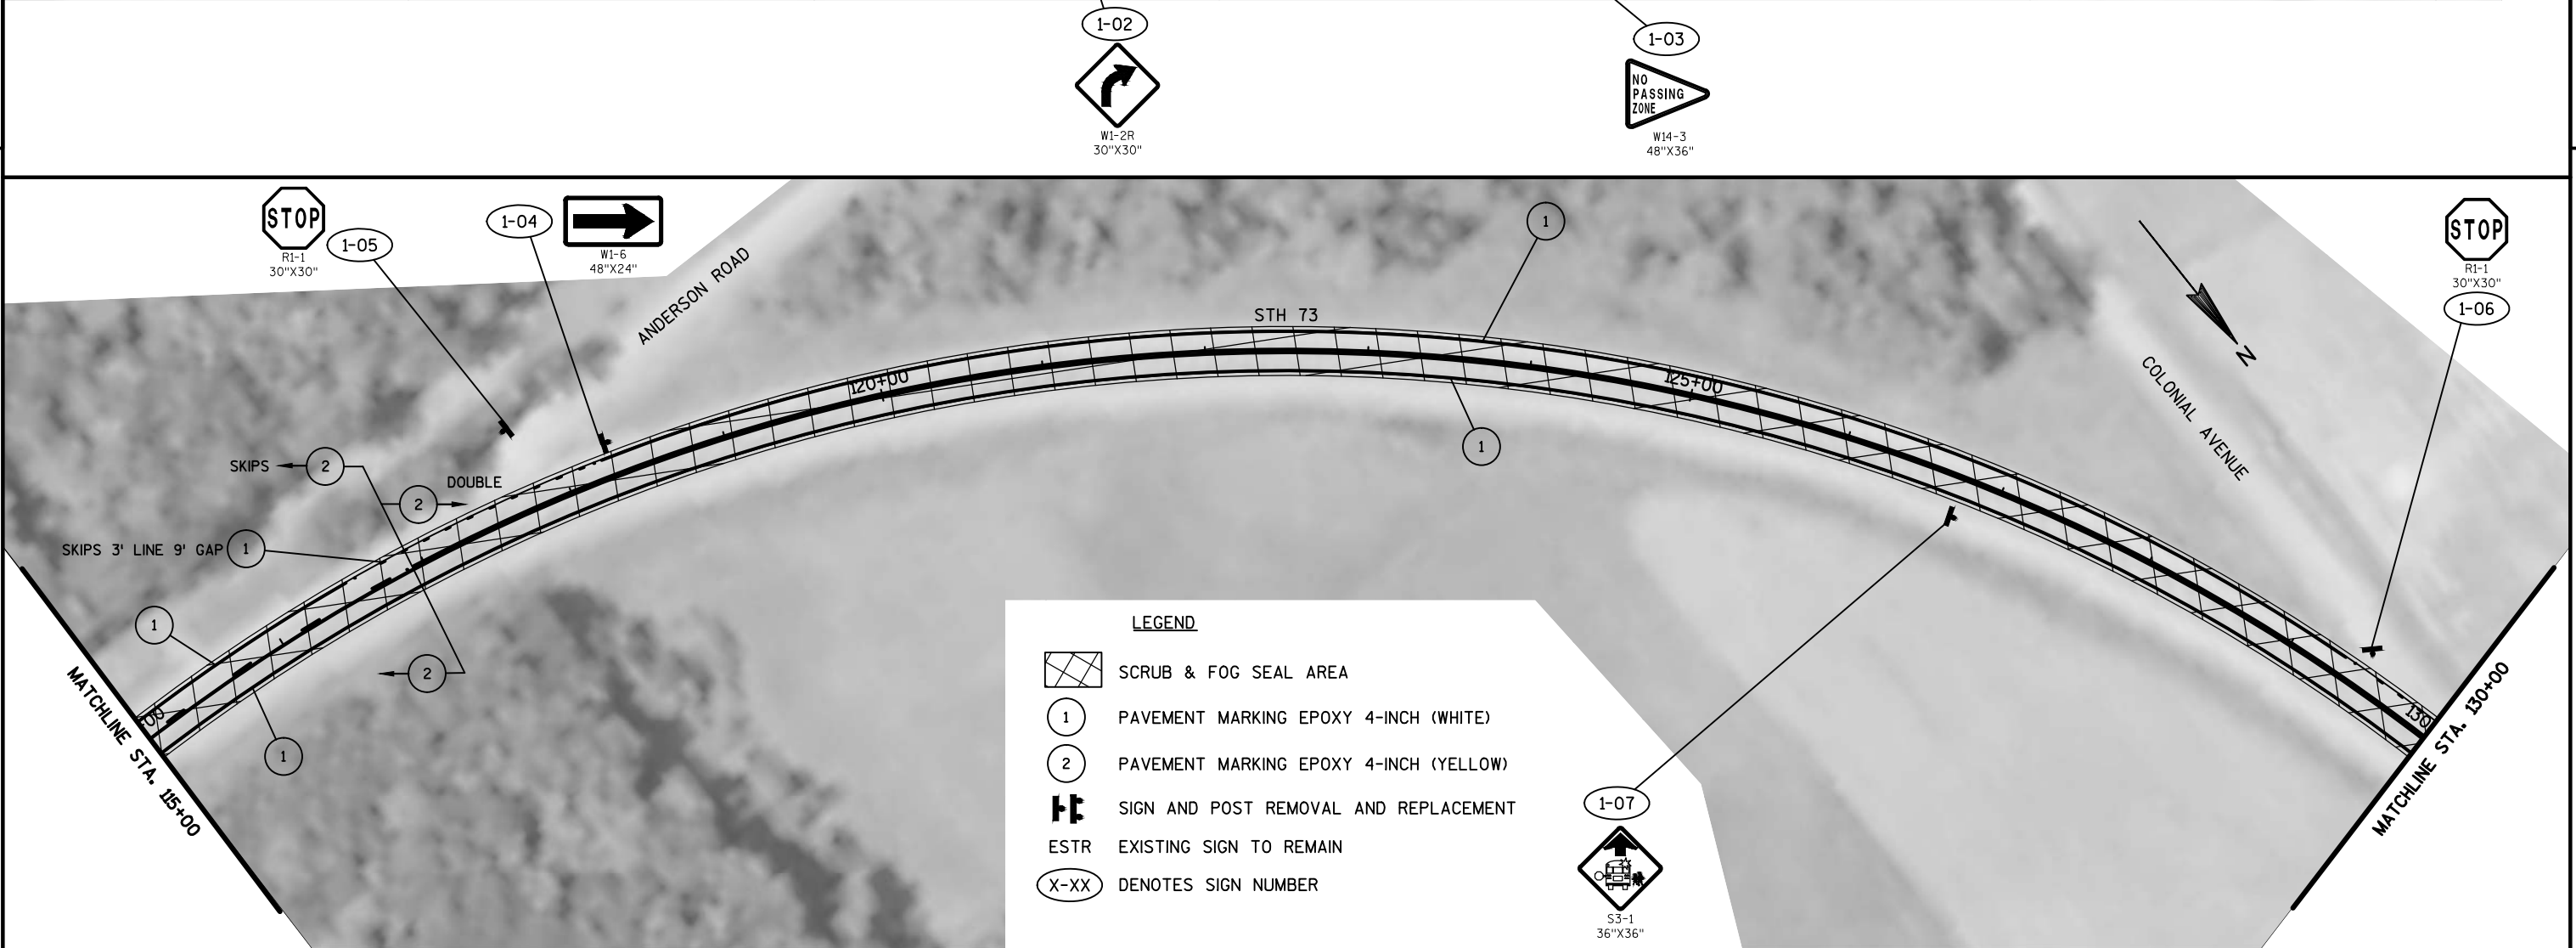 1-02
W1-2R
30"X30"
1-03
NO
PASSING
ZONE
W14-3
48"X36"
STOP
R1-1
30"X30"
1-05
1-04
W1-6
48"X24"
ANDERSON ROAD
1
STH 73
STOP
R1-1
30"X30"
1-06
N
COLONIAL AVENUE
120+00
125+00
1
SKIPS
2
DOUBLE
2
SKIPS 3' LINE 9' GAP
1
1
2
1
MATCHLINE STA. 115+00
130
MATCHLINE STA. 130+00
LEGEND
SCRUB & FOG SEAL AREA
1 PAVEMENT MARKING EPOXY 4-INCH (WHITE)
2 PAVEMENT MARKING EPOXY 4-INCH (YELLOW)
SIGN AND POST REMOVAL AND REPLACEMENT
ESTR EXISTING SIGN TO REMAIN
X-XX DENOTES SIGN NUMBER
1-07
S3-1
36"X36"